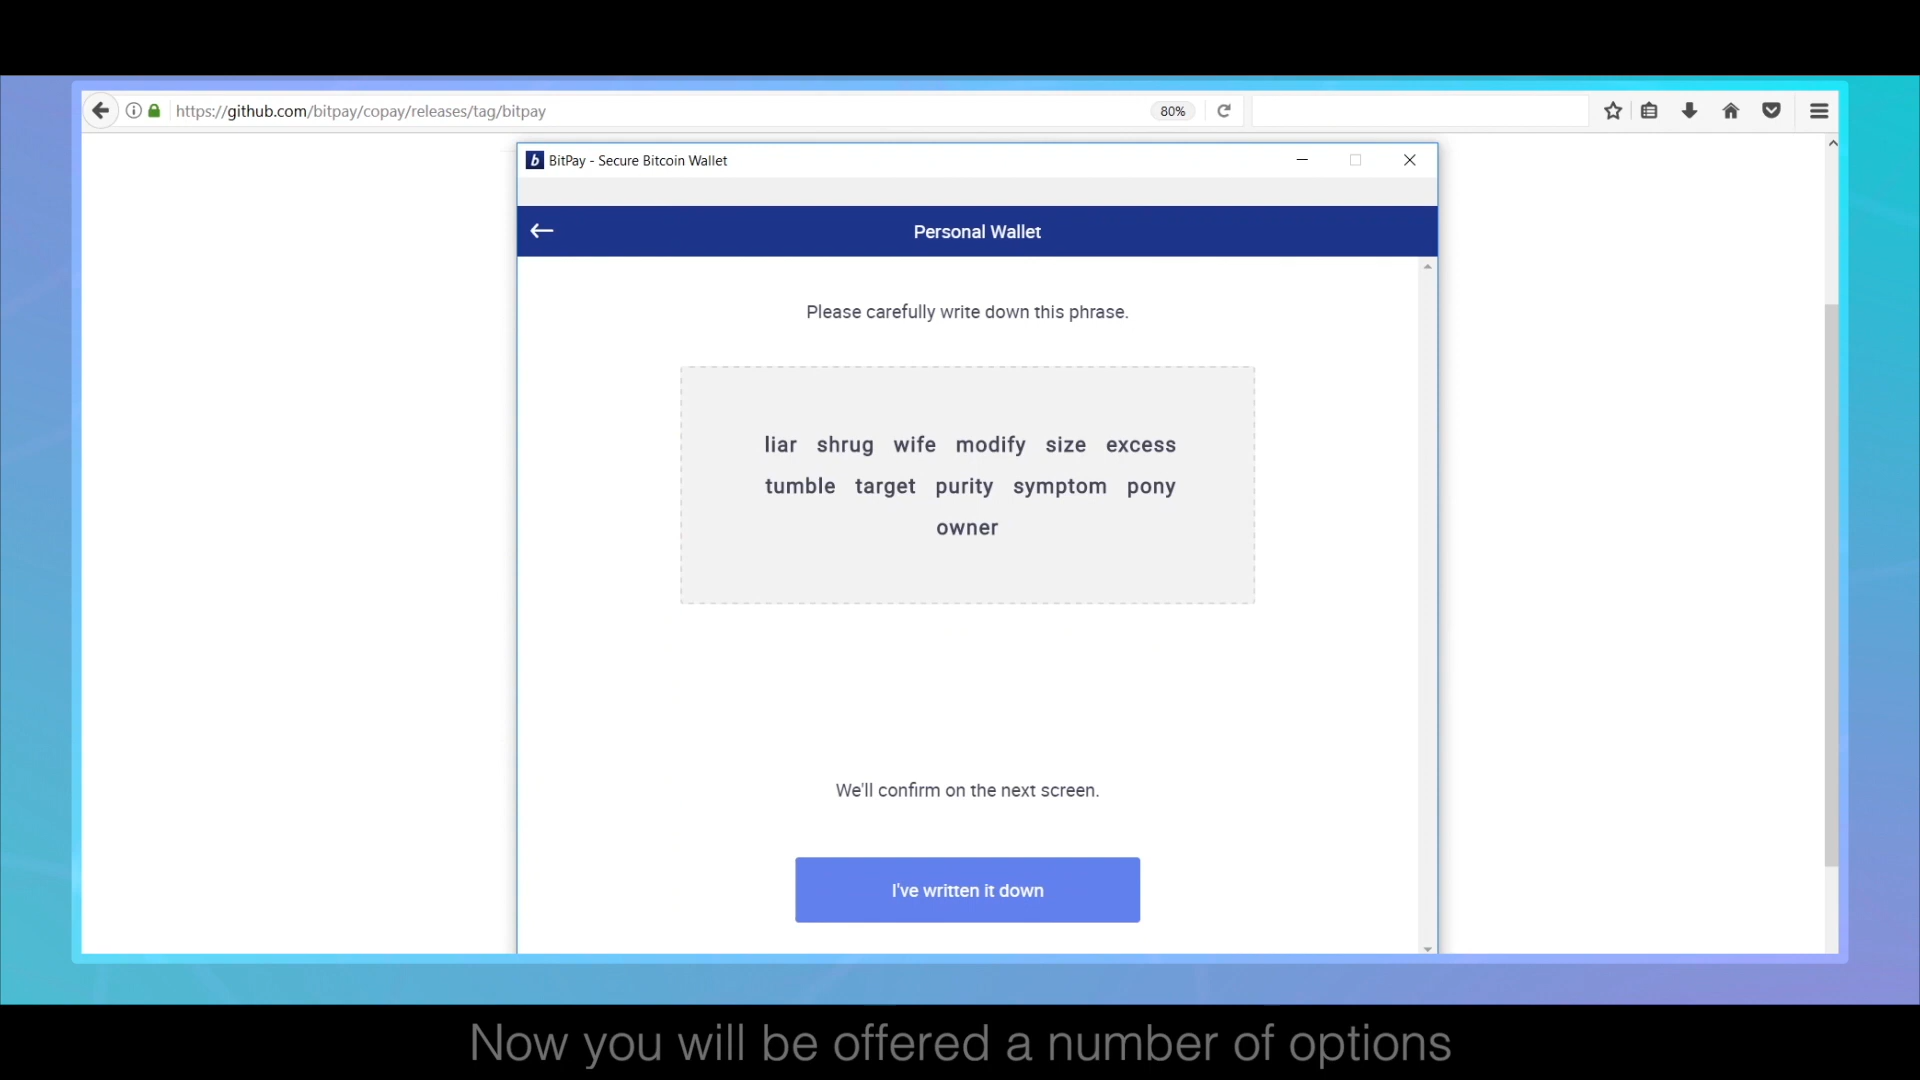 https://github.com/bitpay/copay/releases/tag/bitpay 80%
b BitPay - Secure Bitcoin Wallet
Personal Wallet
Please carefully write down this phrase.
liar shrug wife modify size excess
tumble target purity symptom pony
owner
We'll confirm on the next screen.
I've written it down
Now you will be offered a number of options